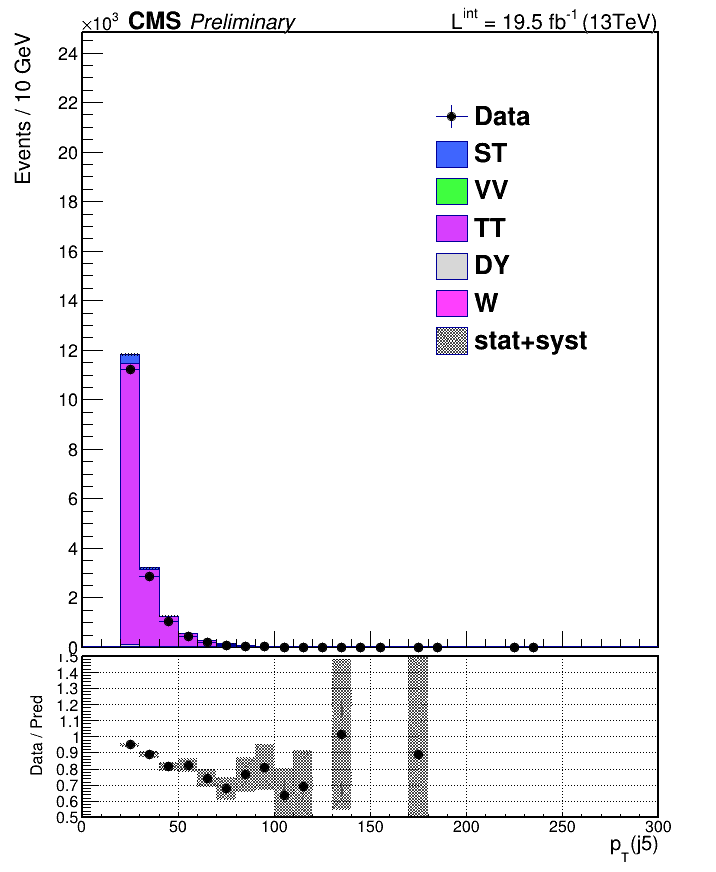 ×10³ CMS Preliminary L^int = 19.5 fb⁻¹ (13TeV)
Events / 10 GeV
24
22
20
18
16
14
12
10
8
6
4
2
0
Data
ST
VV
TT
DY
W
stat+syst
Data / Pred
1.5
1.4
1.3
1.2
1.1
1
0.9
0.8
0.7
0.6
0.5
0 50 100 150 200 250 300
p_T(j5)